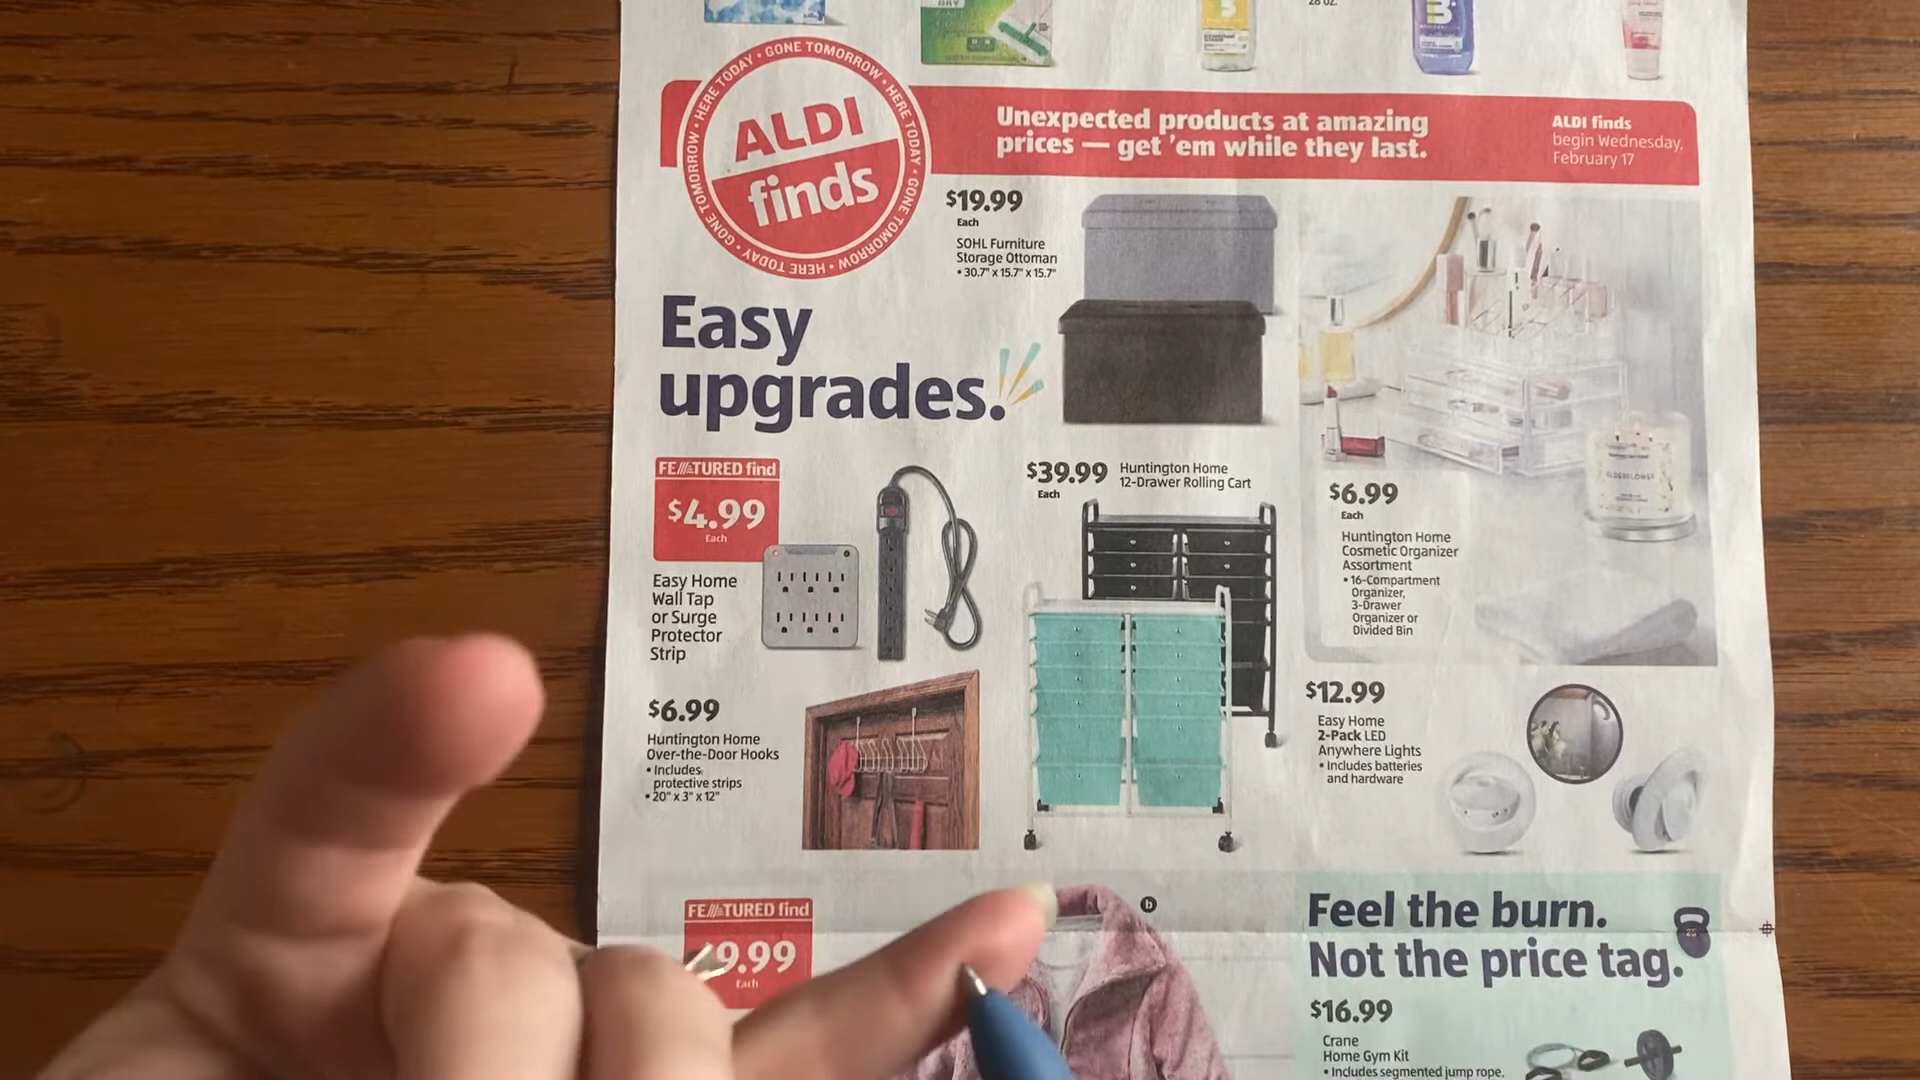 28 OZ.
DRY
HERE TODAY • GONE TOMORROW • HERE TODAY • GONE TOMORROW • HERE TODAY • GONE TOMORROW •
ALDI
finds
Unexpected products at amazing
prices — get 'em while they last.
ALDI finds
begin Wednesday,
February 17
$19.99
Each
SOHL Furniture
Storage Ottoman
• 30.7" x 15.7" x 15.7"
Easy
upgrades.
FEATURED find
$4.99
Each
Easy Home
Wall Tap
or Surge
Protector
Strip
$39.99
Each
Huntington Home
12-Drawer Rolling Cart
ELDERFLOWER
$6.99
Each
Huntington Home
Cosmetic Organizer
Assortment
• 16-Compartment
Organizer,
3-Drawer
Organizer or
Divided Bin
$6.99
Huntington Home
Over-the-Door Hooks
• Includes
protective strips
• 20" x 3" x 12"
$12.99
Easy Home
2-Pack LED
Anywhere Lights
• Includes batteries
and hardware
FEATURED find
9.99
Each
b
Feel the burn.
Not the price tag.
25
$16.99
Crane
Home Gym Kit
• Includes segmented jump rope,